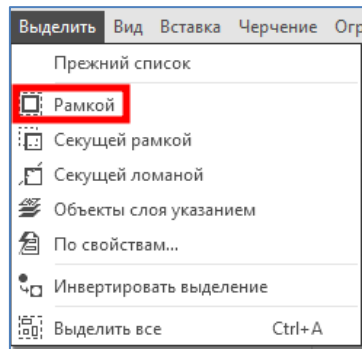 Выделить Вид Вставка Черчение Огр
Прежний список
Рамкой
Секущей рамкой
Секущей ломаной
Объекты слоя указанием
По свойствам...
Инвертировать выделение
Выделить все Ctrl+A